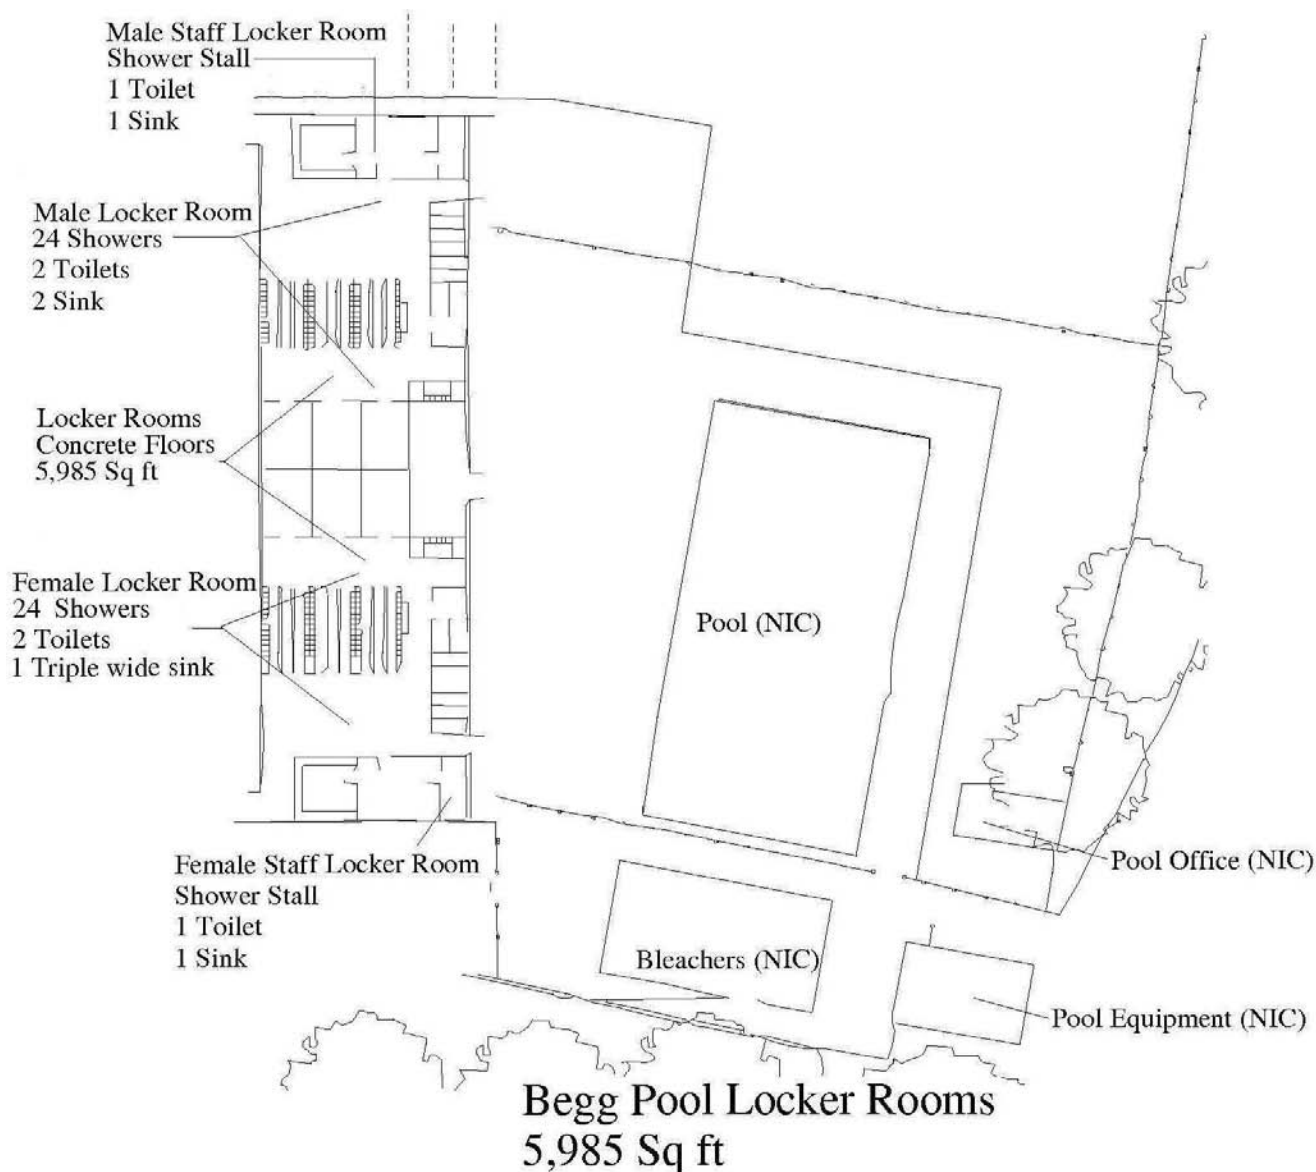 Male Staff Locker Room
Shower Stall
1 Toilet
1 Sink
Male Locker Room
24 Showers
2 Toilets
2 Sink
Locker Rooms
Concrete Floors
5,985 Sq ft
Female Locker Room
24 Showers
2 Toilets
1 Triple wide sink
Pool (NIC)
Female Staff Locker Room
Shower Stall
1 Toilet
1 Sink
Pool Office (NIC)
Bleachers (NIC)
Pool Equipment (NIC)
Begg Pool Locker Rooms
5,985 Sq ft